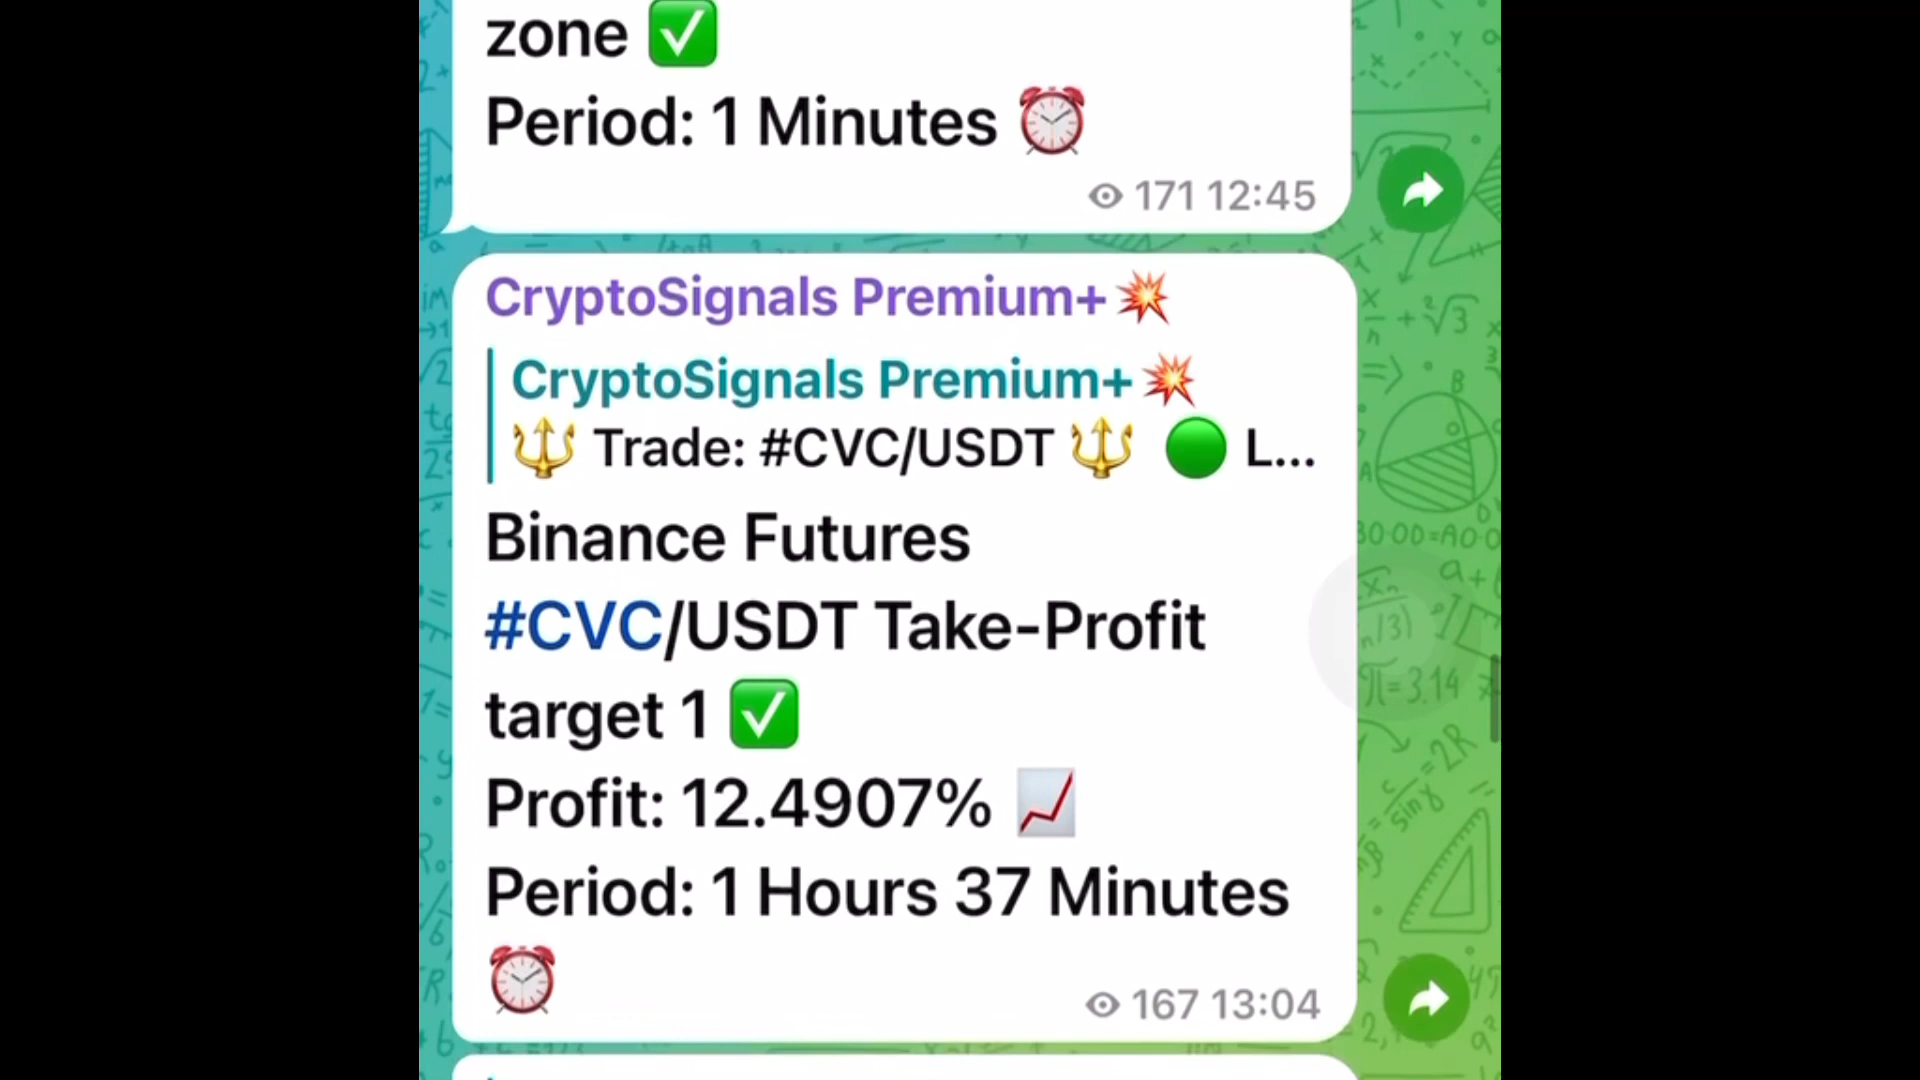 zone ✅
Period: 1 Minutes ⏰
171 12:45
CryptoSignals Premium+💥
CryptoSignals Premium+💥
🔱 Trade: #CVC/USDT 🔱 🟢 L...
Binance Futures
#CVC/USDT Take-Profit
target 1 ✅
Profit: 12.4907% 📈
Period: 1 Hours 37 Minutes
⏰
167 13:04